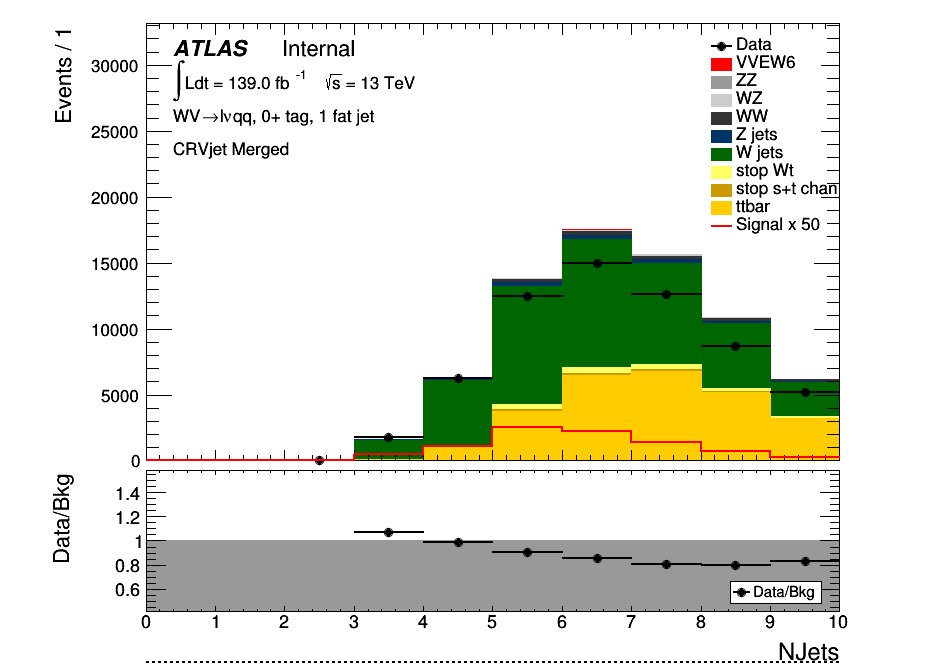 Events / 1
30000
25000
20000
15000
10000
5000
0
ATLAS Internal
∫Ldt = 139.0 fb⁻¹ √s = 13 TeV
WV→lνqq, 0+ tag, 1 fat jet
CRVjet Merged
Data
VVEW6
ZZ
WZ
WW
Z jets
W jets
stop Wt
stop s+t chan
ttbar
Signal x 50
Data/Bkg
1.4
1.2
1
0.8
0.6
Data/Bkg
0 1 2 3 4 5 6 7 8 9 10
NJets